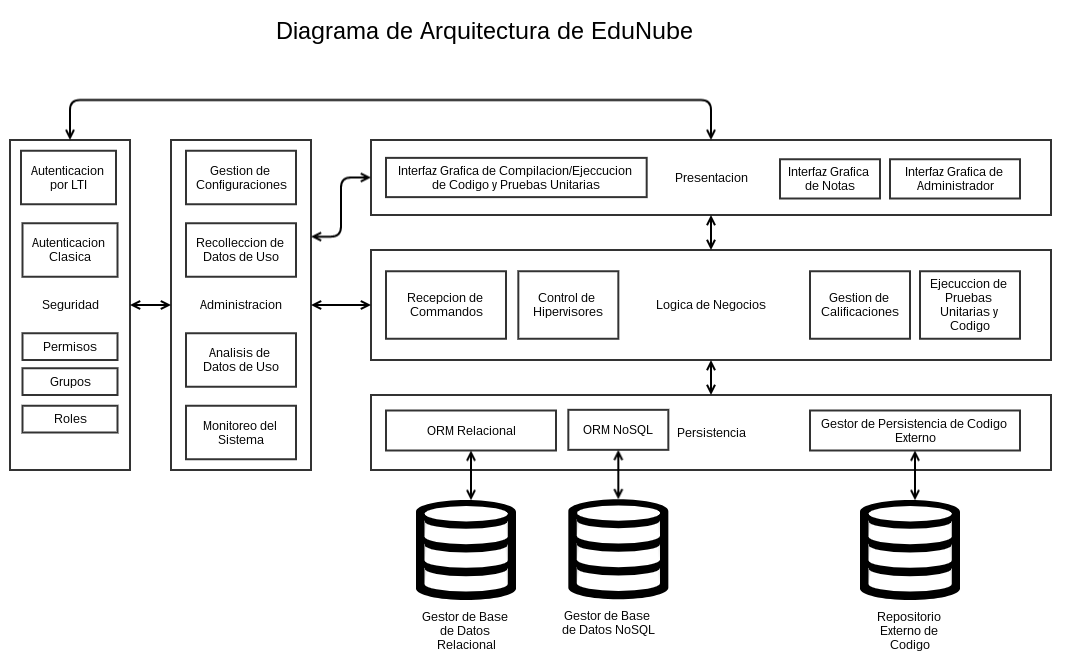 Diagrama de Arquitectura de EduNube
Autenticacion
por LTI
Autenticacion
Clasica
Seguridad
Permisos
Grupos
Roles
Gestion de
Configuraciones
Recolleccion de
Datos de Uso
Administracion
Analisis de
Datos de Uso
Monitoreo del
Sistema
Interfaz Grafica de Compilacion/Ejeccucion
de Codigo y Pruebas Unitarias
Presentacion
Interfaz Grafica
de Notas
Interfaz Grafica de
Administrador
Recepcion de
Commandos
Control de
Hipervisores
Logica de Negocios
Gestion de
Calificaciones
Ejecuccion de
Pruebas
Unitarias y
Codigo
ORM Relacional
ORM NoSQL
Persistencia
Gestor de Persistencia de Codigo
Externo
Gestor de Base
de Datos
Relacional
Gestor de Base
de Datos NoSQL
Repositorio
Externo de
Codigo